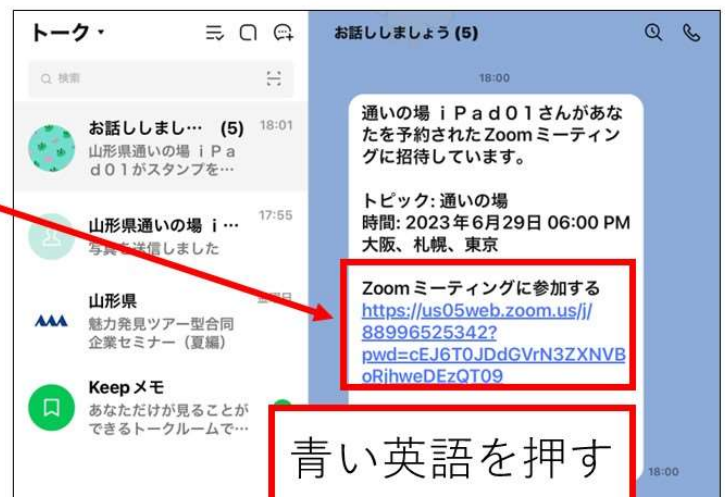 トーク
検索
お話ししまし… (5) 18:01
山形県通いの場 ｉＰａ
ｄ０１がスタンプを…
山形県通いの場 ｉ… 17:55
写真を送信しました
山形県
魅力発見ツアー型合同
企業セミナー（夏編）
Keepメモ
あなただけが見ることが
できるトークルームで…
お話ししましょう (5)
18:00
通いの場 ｉＰａｄ０１さんがあな
たを予約されたZoomミーティン
グに招待しています。
トピック: 通いの場
時間: 2023年6月29日 06:00 PM
大阪、札幌、東京
Zoomミーティングに参加する
https://us05web.zoom.us/j/
88996525342?
pwd=cEJ6T0JDdGVrN3ZXNVB
oRjhweDEzQT09
青い英語を押す
18:00